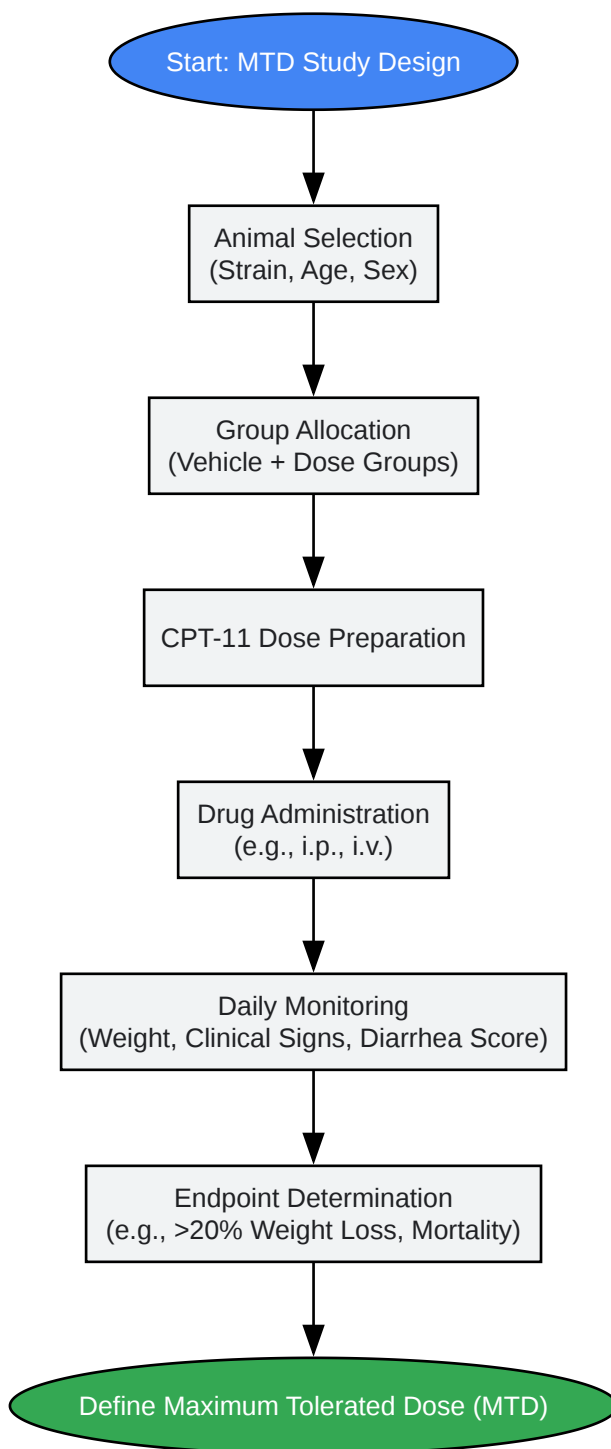 Start: MTD Study Design
Animal Selection
(Strain, Age, Sex)
Group Allocation
(Vehicle + Dose Groups)
CPT-11 Dose Preparation
Drug Administration
(e.g., i.p., i.v.)
Daily Monitoring
(Weight, Clinical Signs, Diarrhea Score)
Endpoint Determination
(e.g., >20% Weight Loss, Mortality)
Define Maximum Tolerated Dose (MTD)